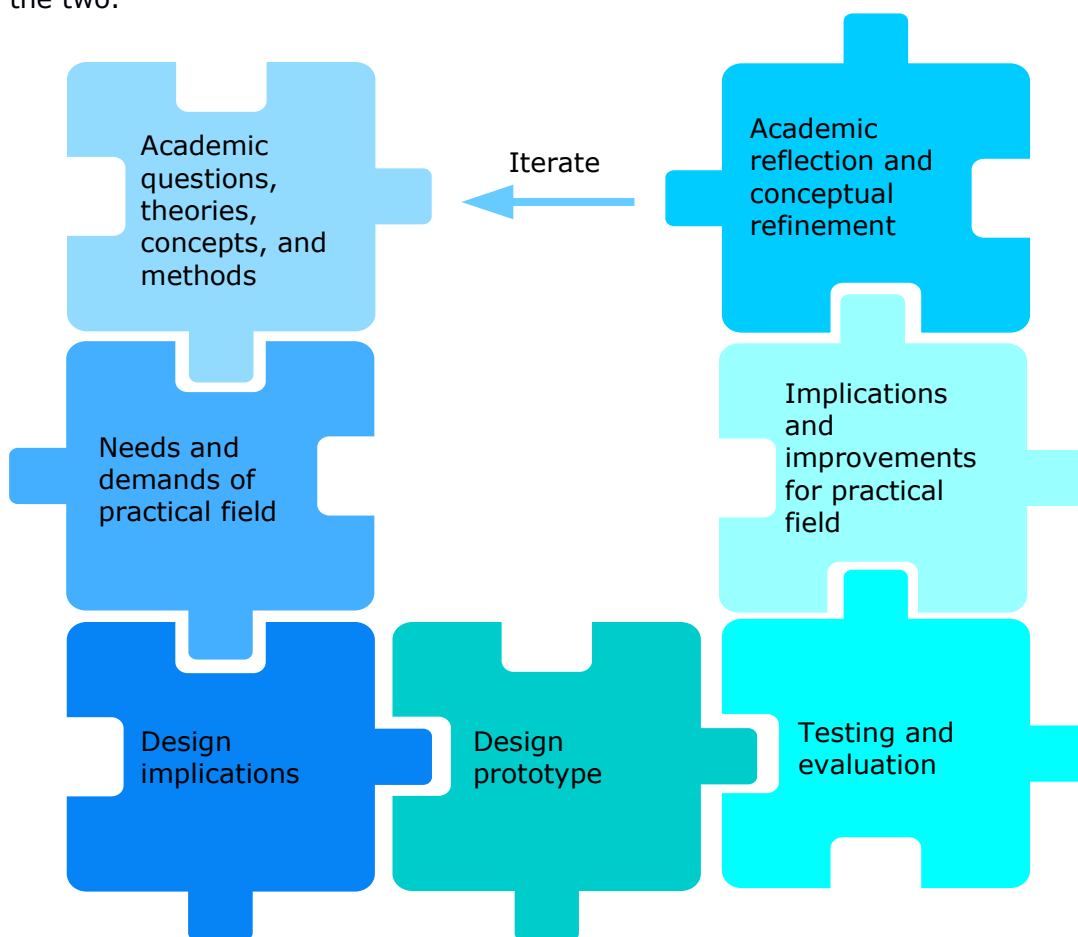 the two.
Academic
questions,
theories,
concepts, and
methods
Iterate
Academic
reflection and
conceptual
refinement
Needs and
demands of
practical field
Implications
and
improvements
for practical
field
Design
implications
Design
prototype
Testing and
evaluation